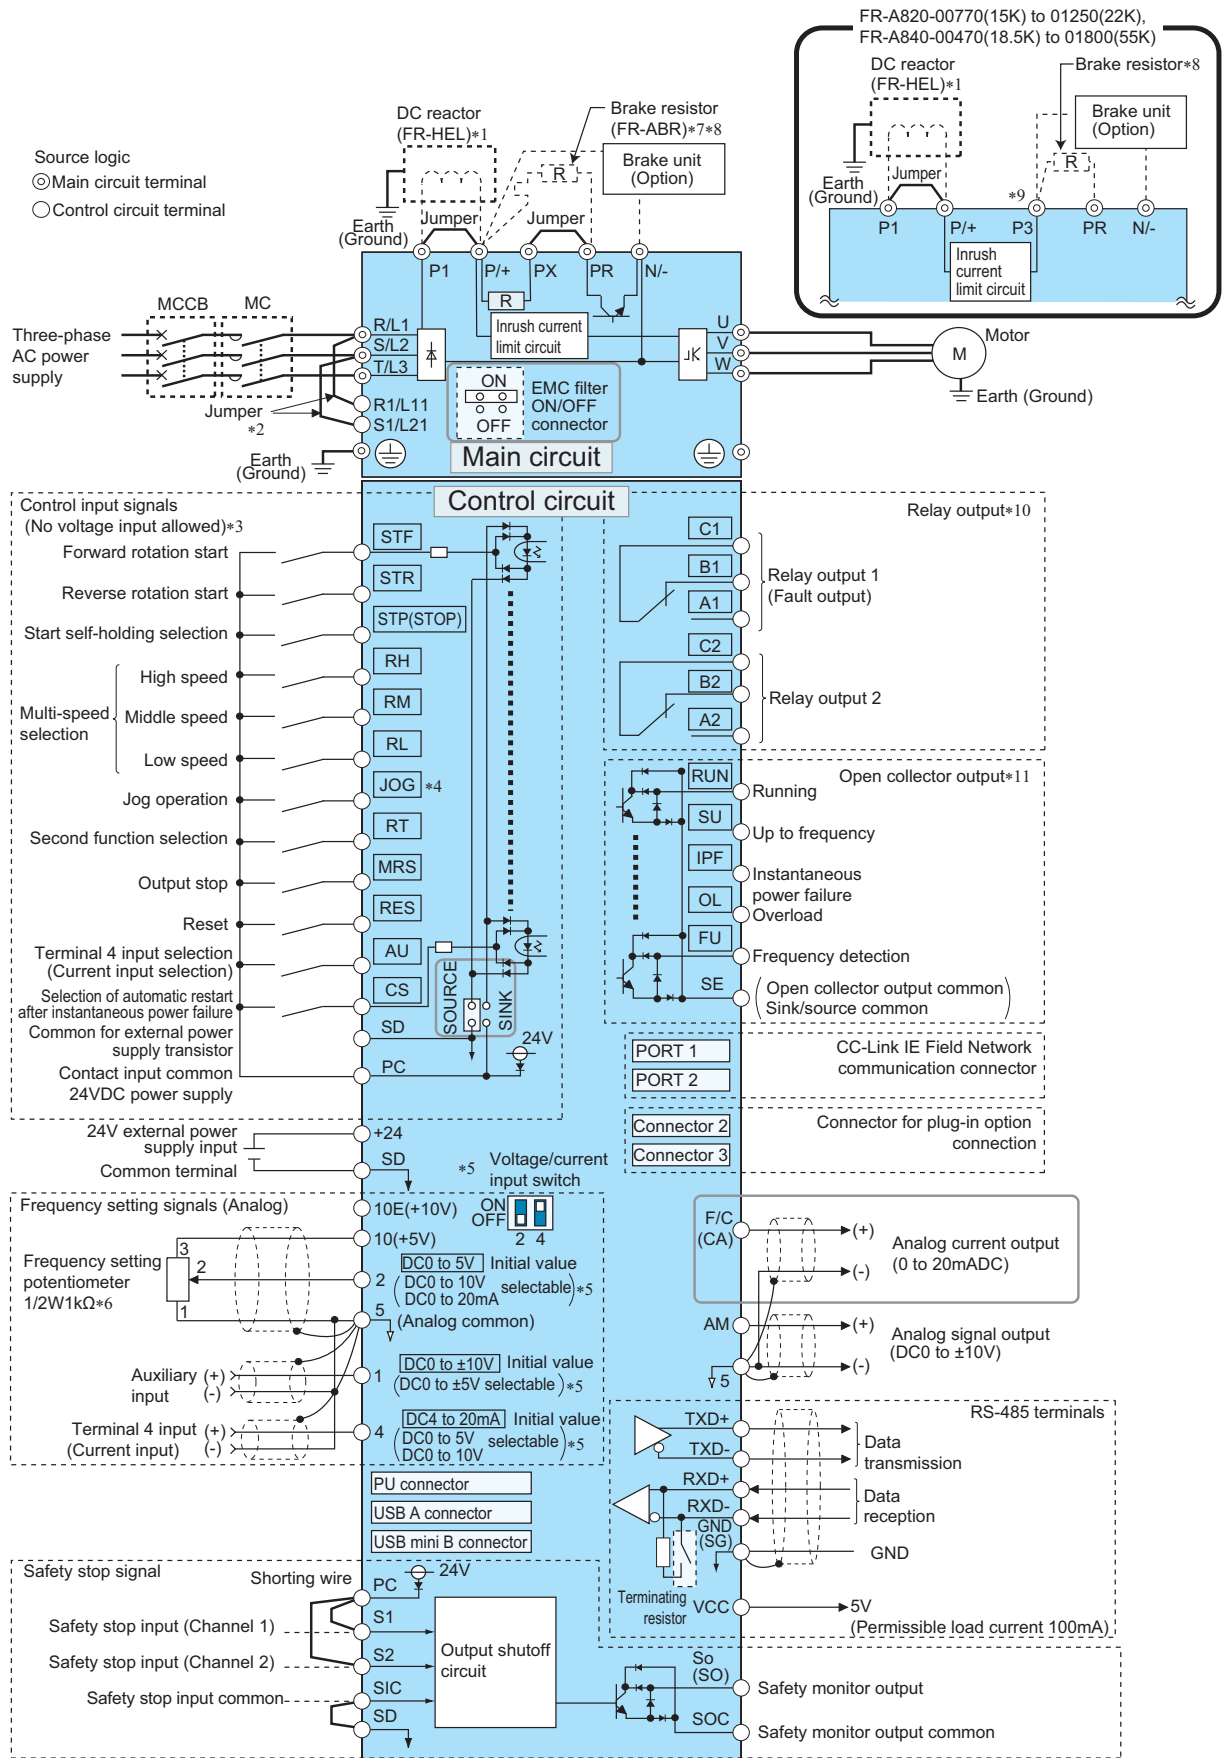 FR-A820-00770(15K) to 01250(22K),
FR-A840-00470(18.5K) to 01800(55K)
DC reactor
(FR-HEL)*1
Brake resistor*8
Brake unit
(Option)
R
Earth
(Ground)
Jumper
*9
P1
P/+
P3
PR
N/-
Inrush
current
limit circuit
Source logic
Main circuit terminal
Control circuit terminal
DC reactor
(FR-HEL)*1
Brake resistor
(FR-ABR)*7*8
Brake unit
(Option)
R
Earth
(Ground)
Jumper
Jumper
P1
P/+
PX
PR
N/-
R
Inrush current
limit circuit
MCCB
MC
Three-phase
AC power
supply
R/L1
S/L2
T/L3
R1/L11
S1/L21
Jumper
*2
Earth
(Ground)
ON
OFF
EMC filter
ON/OFF
connector
U
V
W
Motor
M
Earth (Ground)
Main circuit
Control circuit
Control input signals
(No voltage input allowed)*3
Forward rotation start
STF
Reverse rotation start
STR
Start self-holding selection
STP(STOP)
Multi-speed
selection
High speed
RH
Middle speed
RM
Low speed
RL
Jog operation
JOG
*4
Second function selection
RT
Output stop
MRS
Reset
RES
Terminal 4 input selection
(Current input selection)
AU
Selection of automatic restart
after instantaneous power failure
CS
Common for external power
supply transistor
SD
Contact input common
24VDC power supply
PC
SOURCE
SINK
24V
24V external power
supply input
+24
Common terminal
SD
Relay output*10
C1
B1
A1
Relay output 1
(Fault output)
C2
B2
A2
Relay output 2
Open collector output*11
RUN
Running
SU
Up to frequency
IPF
Instantaneous
power failure
OL
Overload
FU
Frequency detection
SE
Open collector output common
Sink/source common
PORT 1
PORT 2
CC-Link IE Field Network
communication connector
Connector 2
Connector 3
Connector for plug-in option
connection
*5
Voltage/current
input switch
ON
OFF
2
4
Frequency setting signals (Analog)
10E(+10V)
10(+5V)
Frequency setting
potentiometer
1/2W1kΩ*6
3
2
1
2
DC0 to 5V
Initial value
(DC0 to 10V
DC0 to 20mA
selectable)*5
5
(Analog common)
Auxiliary
input
(+)
(-)
1
DC0 to ±10V
Initial value
(DC0 to ±5V selectable)*5
Terminal 4 input
(Current input)
(+)
(-)
4
DC4 to 20mA
Initial value
(DC0 to 5V
DC0 to 10V
selectable)*5
F/C
(CA)
(+)
(-)
Analog current output
(0 to 20mADC)
AM
(+)
(-)
Analog signal output
(DC0 to ±10V)
5
PU connector
USB A connector
USB mini B connector
RS-485 terminals
TXD+
TXD-
Data
transmission
RXD+
RXD-
Data
reception
GND
(SG)
GND
Terminating
resistor
VCC
5V
(Permissible load current 100mA)
Safety stop signal
Shorting wire
PC
24V
Safety stop input (Channel 1)
S1
Safety stop input (Channel 2)
S2
Safety stop input common
SIC
SD
Output shutoff
circuit
So
(SO)
Safety monitor output
SOC
Safety monitor output common